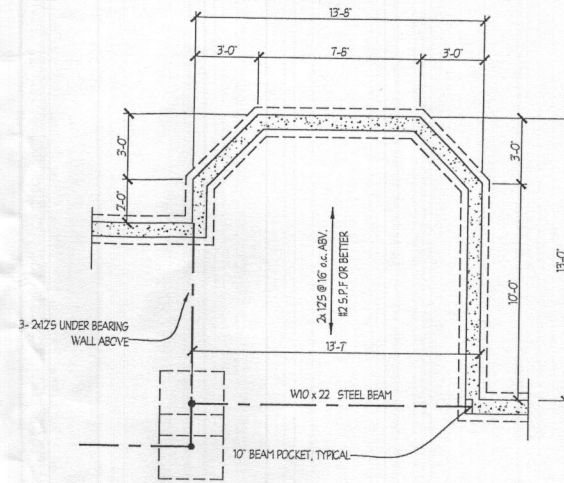 13'-6"
3'-0"
7'-6"
3'-0"
3'-0"
2'-0"
3'-0"
10'-0"
13'-0"
2x12'S @ 16" o.c. ABV.
#2 S.P.F OR BETTER
3- 2x12'S UNDER BEARING
WALL ABOVE
13'-1"
W10 x 22 STEEL BEAM
10" BEAM POCKET, TYPICAL